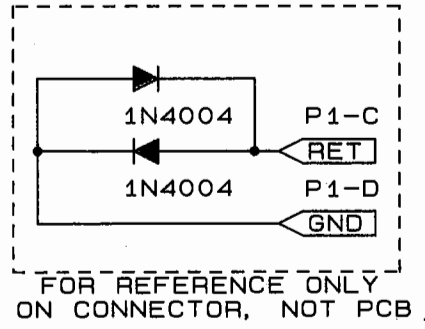 1N4004
P1-C
RET
1N4004
P1-D
GND
FOR REFERENCE ONLY
ON CONNECTOR, NOT PCB